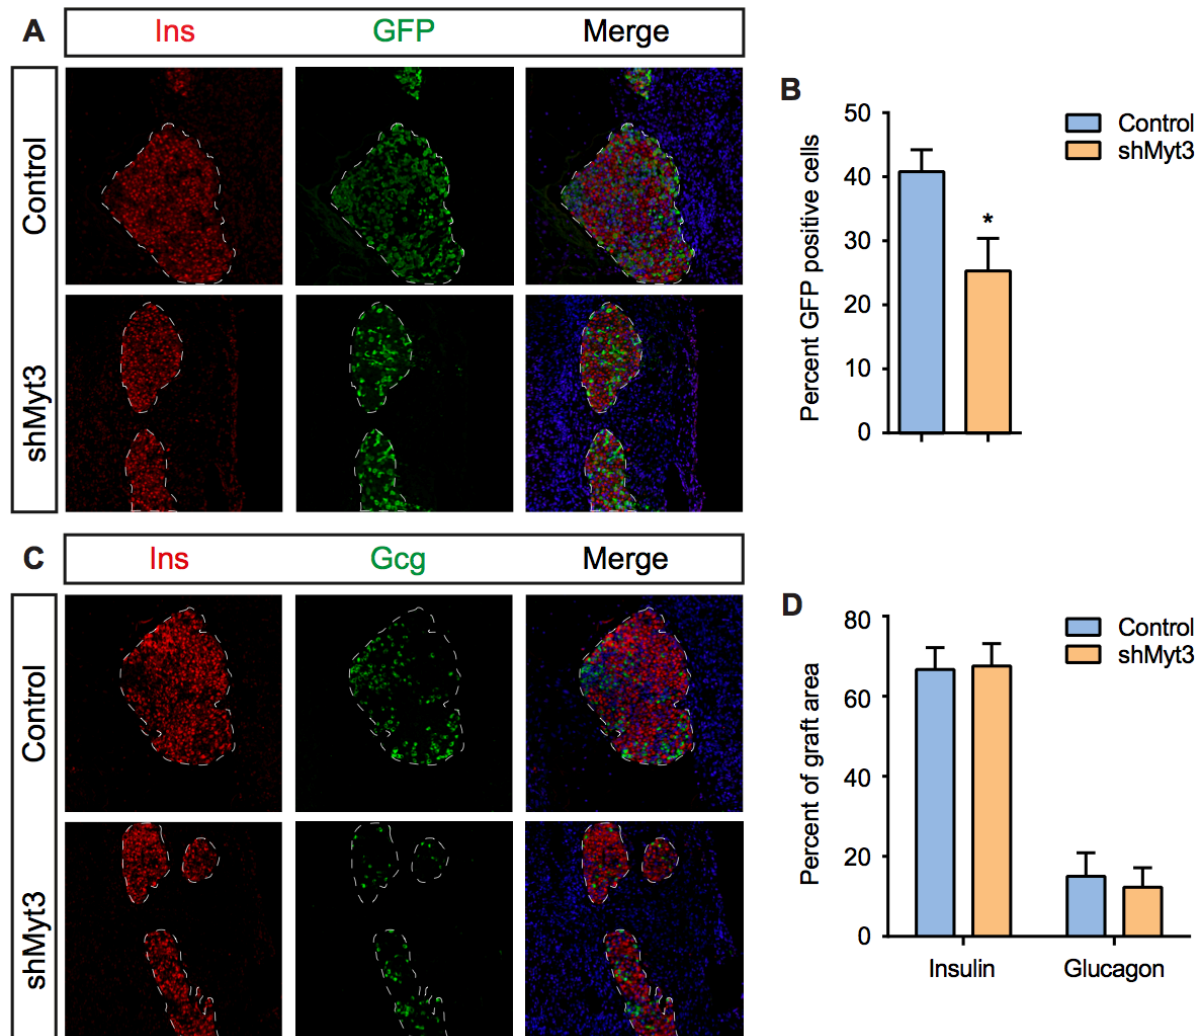 A
Ins
GFP
Merge
Control
shMyt3
B
50
40
30
20
10
0
Percent GFP positive cells
*
Control
shMyt3
C
Ins
Gcg
Merge
Control
shMyt3
D
80
60
40
20
0
Percent of graft area
Control
shMyt3
Insulin
Glucagon